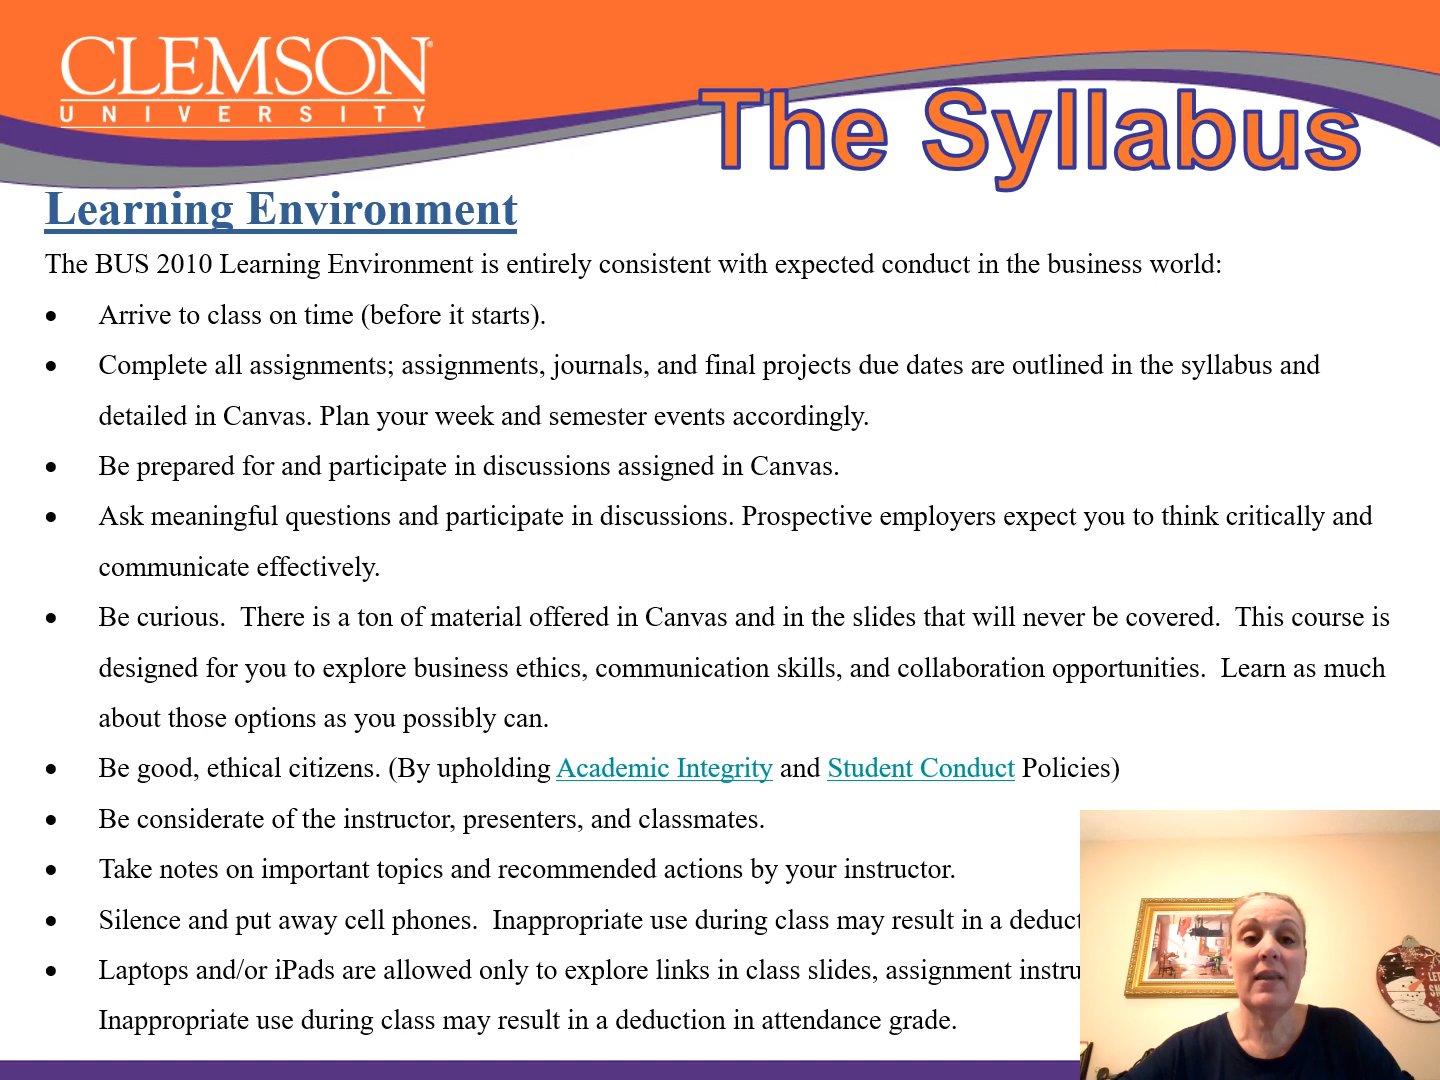 CLEMSON®
UNIVERSITY
The Syllabus
Learning Environment
The BUS 2010 Learning Environment is entirely consistent with expected conduct in the business world:
• Arrive to class on time (before it starts).
• Complete all assignments; assignments, journals, and final projects due dates are outlined in the syllabus and
detailed in Canvas. Plan your week and semester events accordingly.
• Be prepared for and participate in discussions assigned in Canvas.
• Ask meaningful questions and participate in discussions. Prospective employers expect you to think critically and
communicate effectively.
• Be curious.  There is a ton of material offered in Canvas and in the slides that will never be covered.  This course is
designed for you to explore business ethics, communication skills, and collaboration opportunities.  Learn as much
about those options as you possibly can.
• Be good, ethical citizens. (By upholding Academic Integrity and Student Conduct Policies)
• Be considerate of the instructor, presenters, and classmates.
• Take notes on important topics and recommended actions by your instructor.
• Silence and put away cell phones.  Inappropriate use during class may result in a deduct
• Laptops and/or iPads are allowed only to explore links in class slides, assignment instru
Inappropriate use during class may result in a deduction in attendance grade.